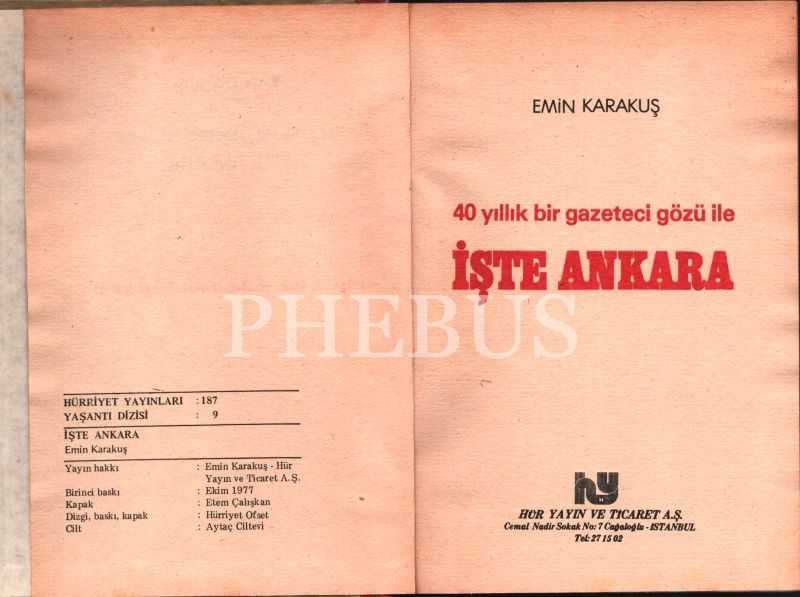 HÜRRİYET YAYINLARI : 187
YAŞANTI DİZİSİ : 9
İŞTE ANKARA
Emin Karakuş
Yayın hakkı : Emin Karakuş - Hür
Yayın ve Ticaret A.Ş.
Birinci baskı : Ekim 1977
Kapak : Etem Çalışkan
Dizgi, baskı, kapak : Hürriyet Ofset
Cilt : Aytaç Ciltevi
EMİN KARAKUŞ
40 yıllık bir gazeteci gözü ile
İŞTE ANKARA
PHEBUS
hy
H
HÜR YAYIN VE TİCARET A.Ş.
Cemal Nadir Sokak No: 7 Cağaloğlu - İSTANBUL
Tel: 27 15 02